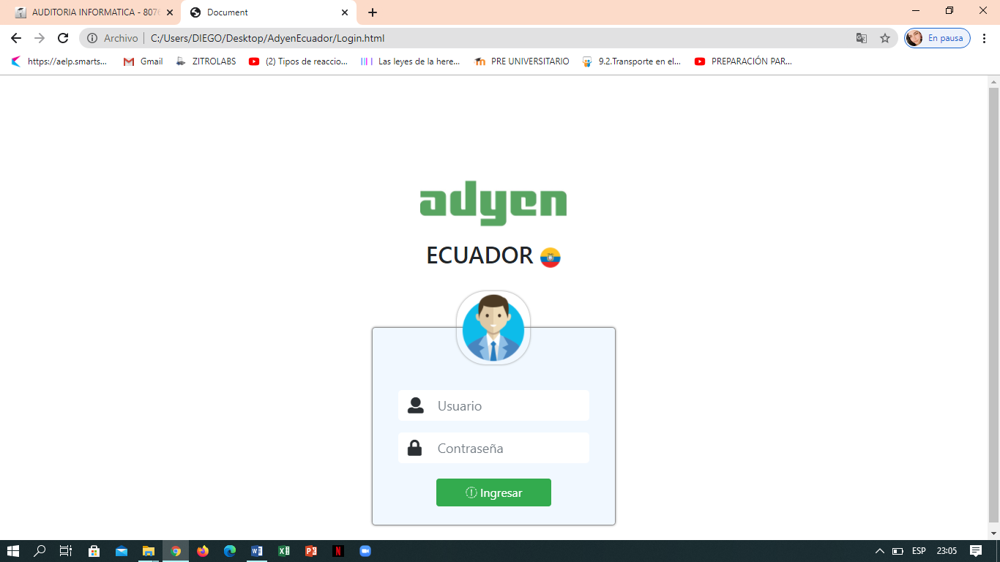 AUDITORIA INFORMATICA - 8076
Document
Archivo
C:/Users/DIEGO/Desktop/AdyenEcuador/Login.html
En pausa
https://aelp.smarts...
Gmail
ZITROLABS
(2) Tipos de reaccio...
Las leyes de la here...
PRE UNIVERSITARIO
9.2.Transporte en el...
PREPARACIÓN PAR...
adyen
ECUADOR
Usuario
Contraseña
Ingresar
ESP
23:05